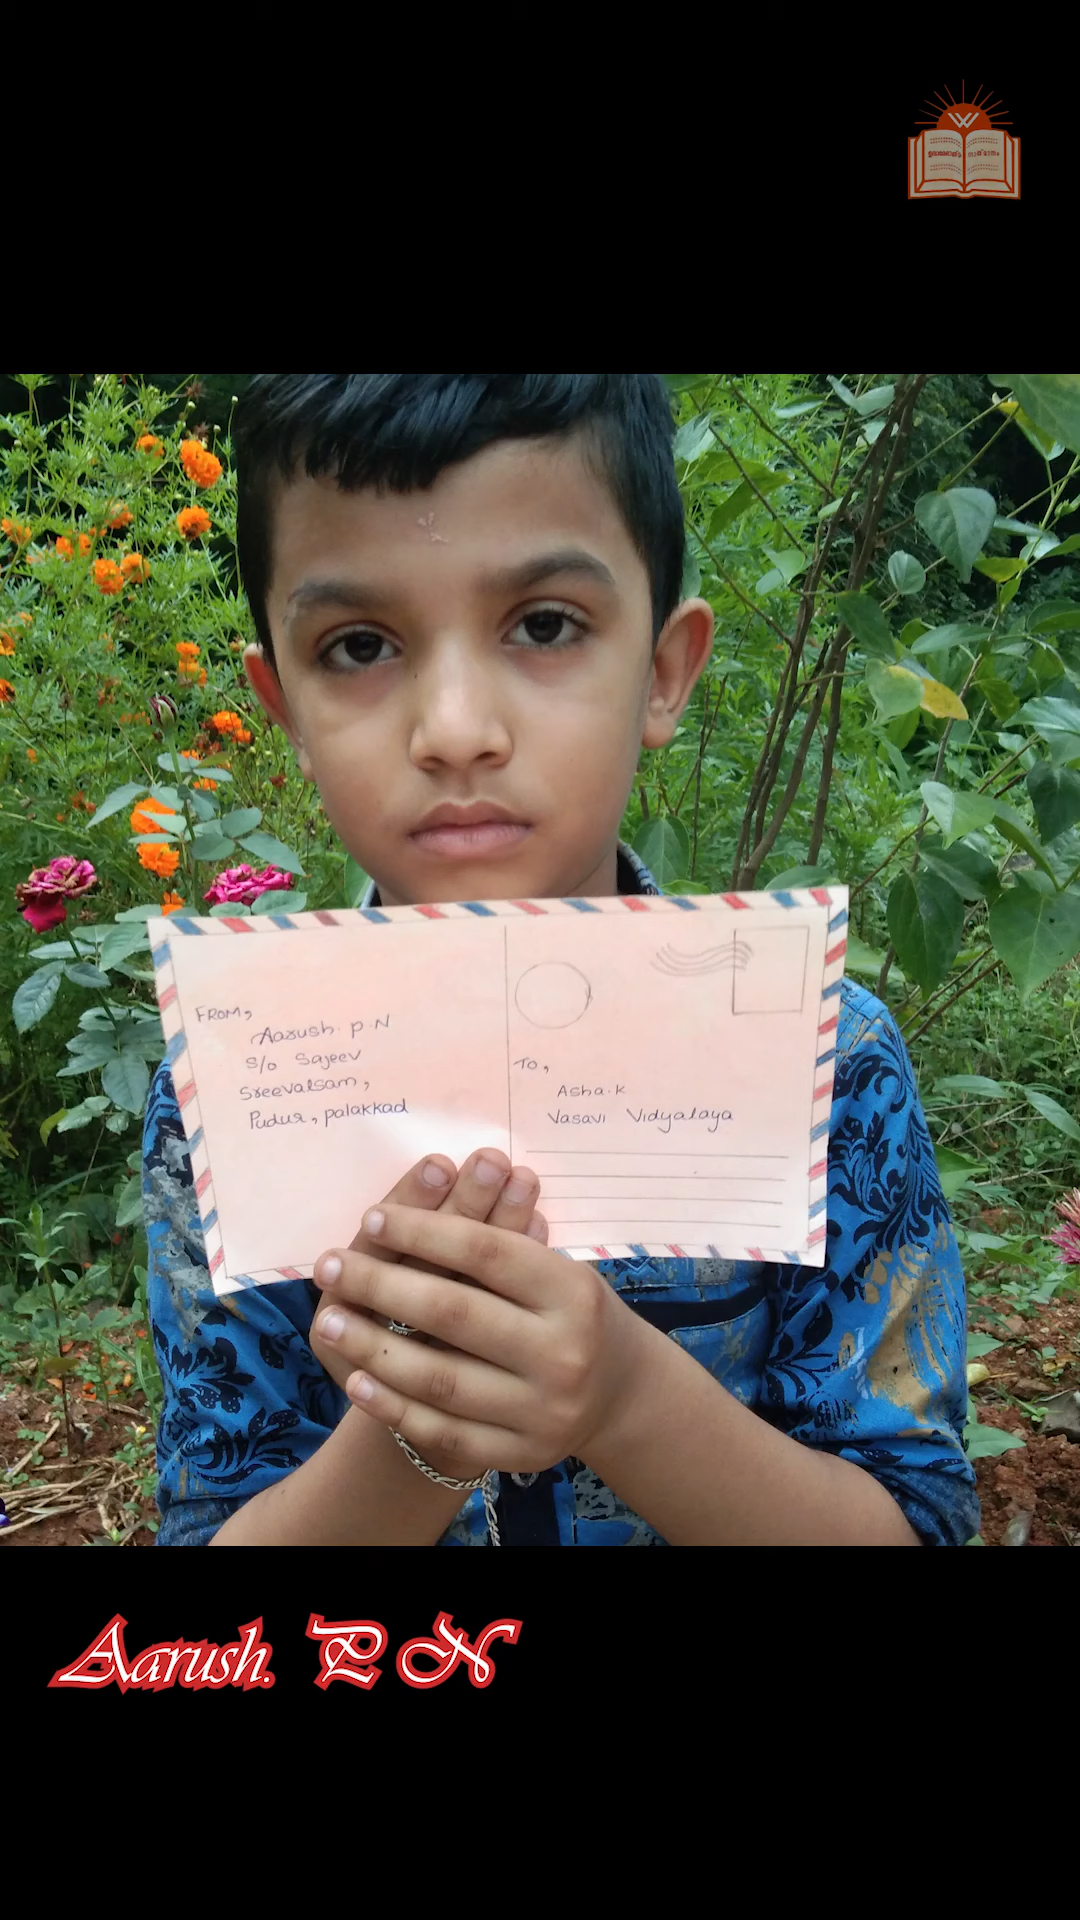 W
FROM,
Aarush. P.N
S/o Sajeev
Sreevalsam,
Pudur, palakkad
To,
Asha.K
Vasavi Vidyalaya
Aarush. P N